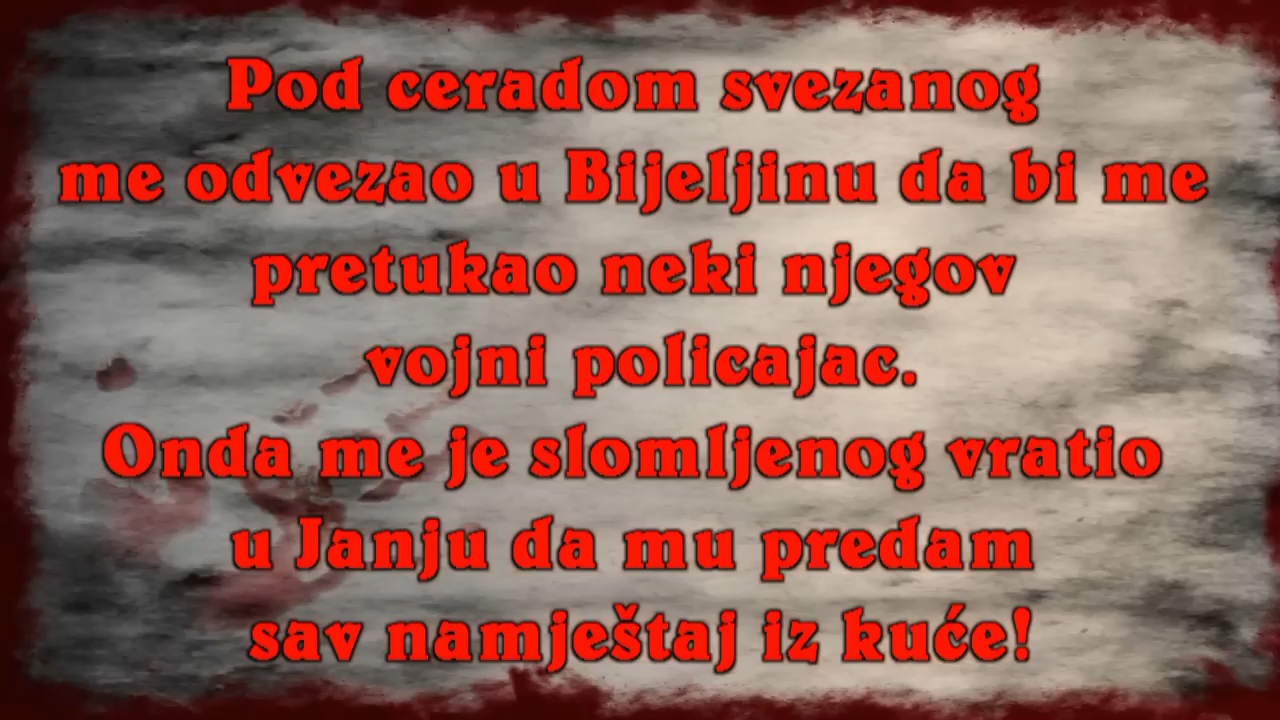 Pod ceradom svezanog
me odvezao u Bijeljinu da bi me
pretukao neki njegov
vojni policajac.
Onda me je slomljenog vratio
u Janju da mu predam
sav namještaj iz kuće!